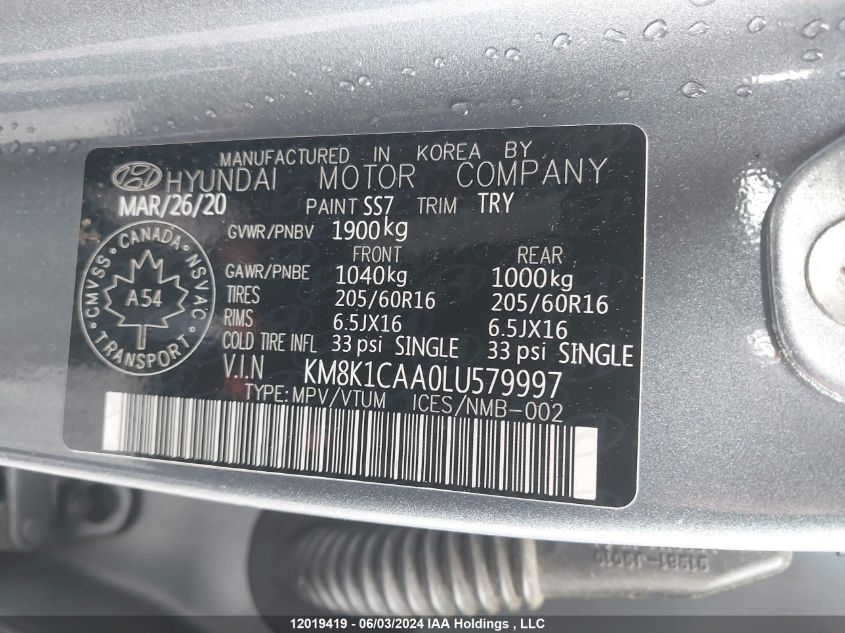 MANUFACTURED IN KOREA BY
HYUNDAI MOTOR COMPANY
MAR/26/20 PAINT SS7 TRIM TRY
GVWR/PNBV 1900kg
FRONT REAR
GAWR/PNBE 1040kg 1000kg
TIRES 205/60R16 205/60R16
RIMS 6.5JX16 6.5JX16
COLD TIRE INFL 33 psi SINGLE 33 psi SINGLE
V.I.N KM8K1CAA0LU579997
TYPE:MPV/VTUM ICES/NMB-002
CANADA
CMVSS NSVAC
A54
TRANSPORT
12019419 - 06/03/2024 IAA Holdings , LLC